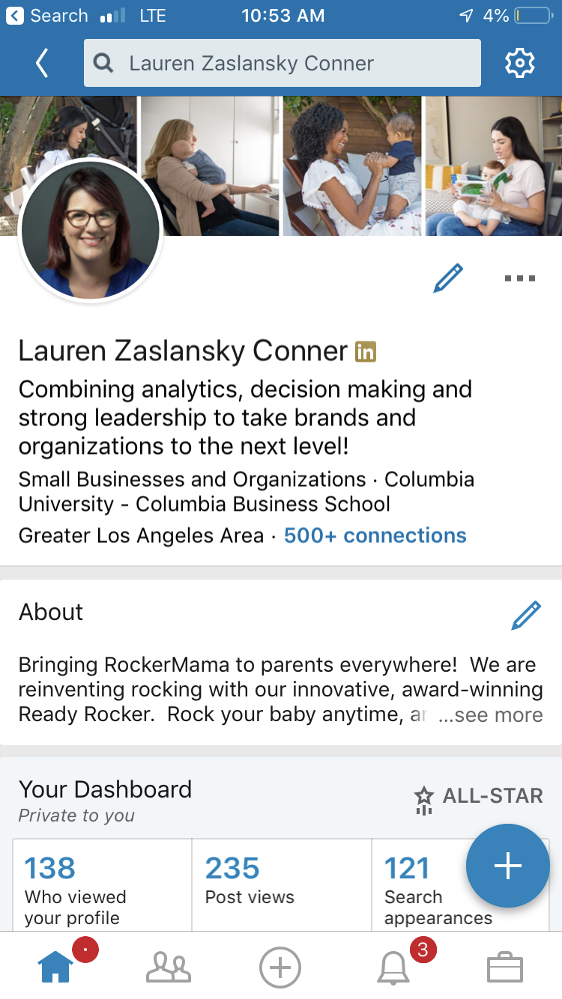 Search LTE 10:53 AM 4%
Lauren Zaslansky Conner
Lauren Zaslansky Conner in
Combining analytics, decision making and
strong leadership to take brands and
organizations to the next level!
Small Businesses and Organizations · Columbia
University - Columbia Business School
Greater Los Angeles Area · 500+ connections
About
Bringing RockerMama to parents everywhere!  We are
reinventing rocking with our innovative, award-winning
Ready Rocker.  Rock your baby anytime, ...see more
Your Dashboard
ALL-STAR
Private to you
138 235 121
Who viewed Post views Search
your profile appearances
3